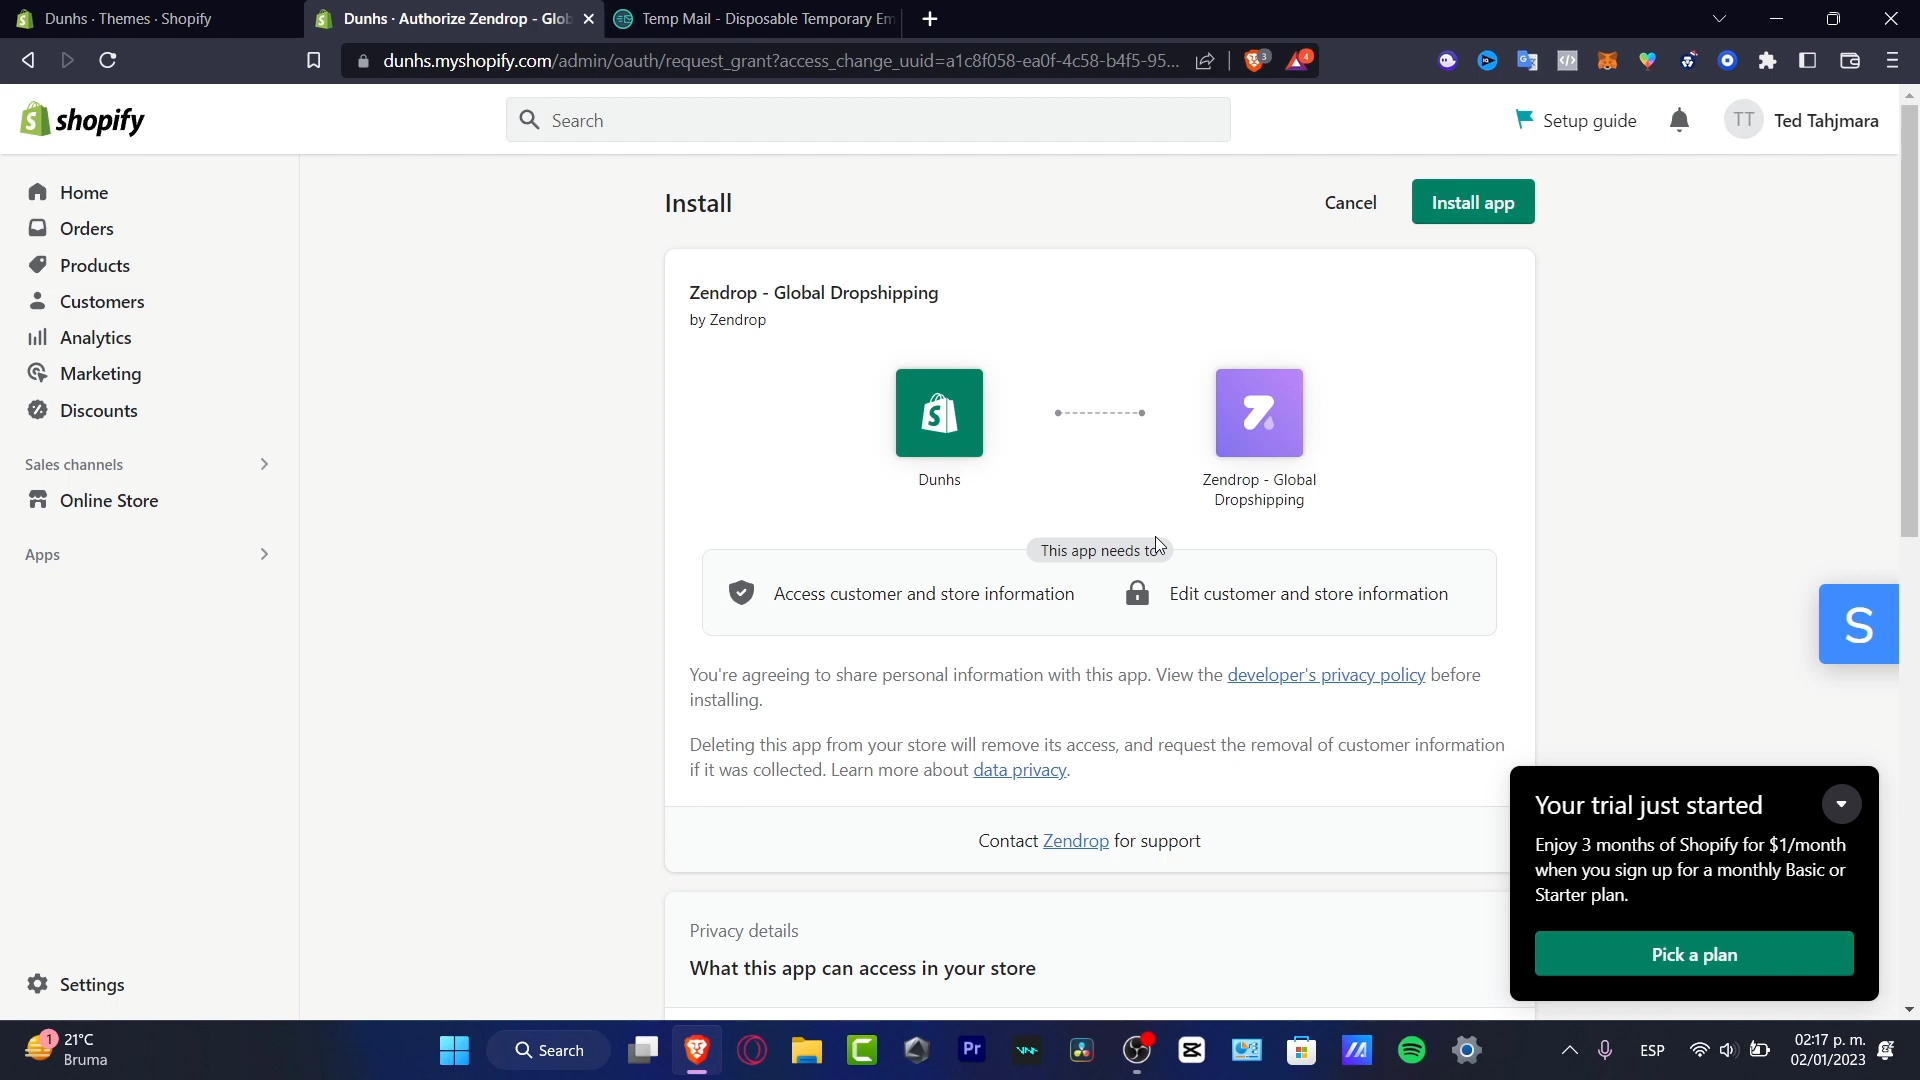 Dunhs · Themes · Shopify
Dunhs · Authorize Zendrop - Glob
Temp Mail - Disposable Temporary Em
dunhs.myshopify.com/admin/oauth/request_grant?access_change_uuid=a1c8f058-ea0f-4c58-b4f5-95...
3
4
shopify
Search
Setup guide
TT
Ted Tahjmara
Home
Orders
Products
Customers
Analytics
Marketing
Discounts
Sales channels
Online Store
Apps
Settings
Install
Cancel
Install app
Zendrop - Global Dropshipping
by Zendrop
Dunhs
Zendrop - Global
Dropshipping
This app needs to
Access customer and store information
Edit customer and store information
You're agreeing to share personal information with this app. View the developer's privacy policy before
installing.
Deleting this app from your store will remove its access, and request the removal of customer information
if it was collected. Learn more about data privacy.
Contact Zendrop for support
Privacy details
What this app can access in your store
S
Your trial just started
Enjoy 3 months of Shopify for $1/month
when you sign up for a monthly Basic or
Starter plan.
Pick a plan
1
21°C
Bruma
Search
Pr
ESP
02:17 p. m.
02/01/2023